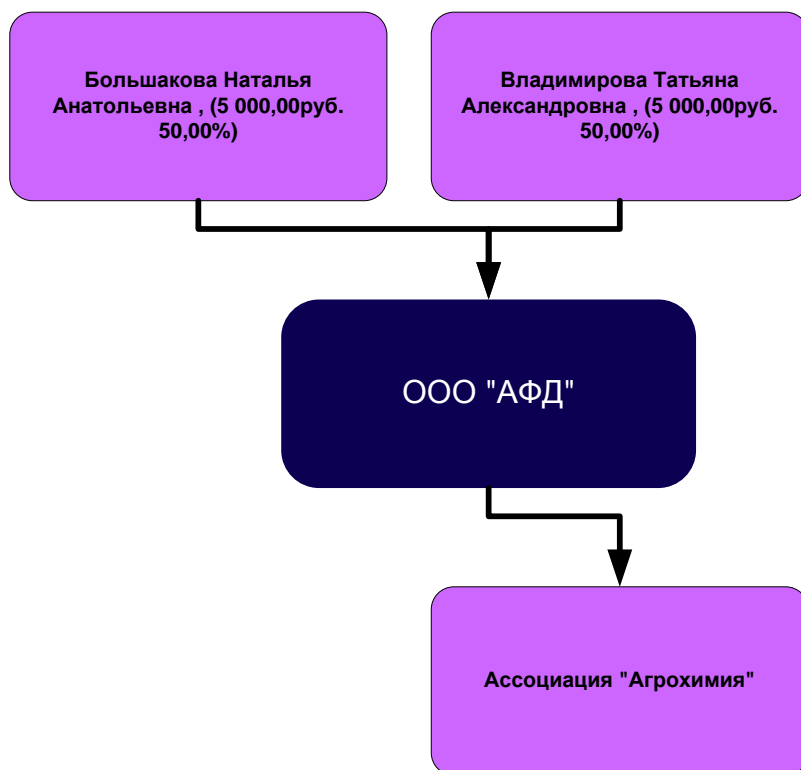 Большакова Наталья
Анатольевна , (5 000,00руб.
50,00%)
Владимирова Татьяна
Александровна , (5 000,00руб.
50,00%)
ООО "АФД"
Ассоциация "Агрохимия"